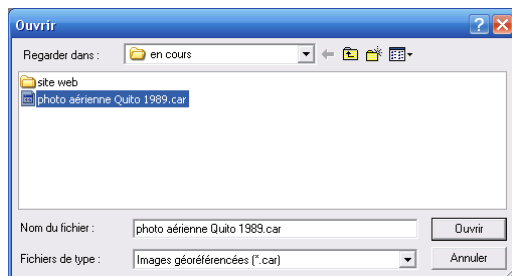 Ouvrir
Regarder dans : en cours
site web
photo aérienne Quito 1989.car
Nom du fichier : photo aérienne Quito 1989.car Ouvrir
Fichiers de type : Images géoréférencées (*.car) Annuler